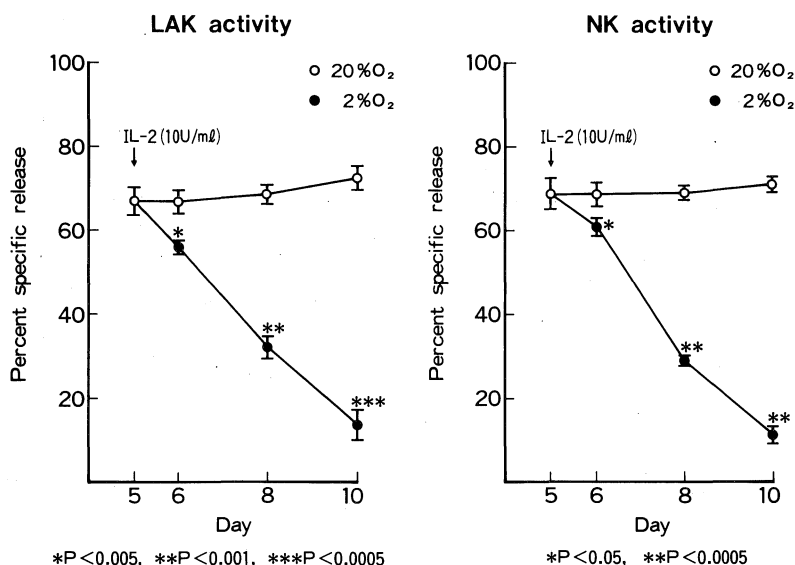 LAK activity
100
80
60
40
20
Percent specific release
○ 20%O₂
● 2%O₂
IL-2 (10U/mℓ)
*
**
***
5 6 8 10
Day
*P<0.005, **P<0.001, ***P<0.0005
NK activity
100
80
60
40
20
Percent specific release
○ 20%O₂
● 2%O₂
IL-2 (10U/mℓ)
*
**
**
5 6 8 10
Day
*P<0.05, **P<0.0005